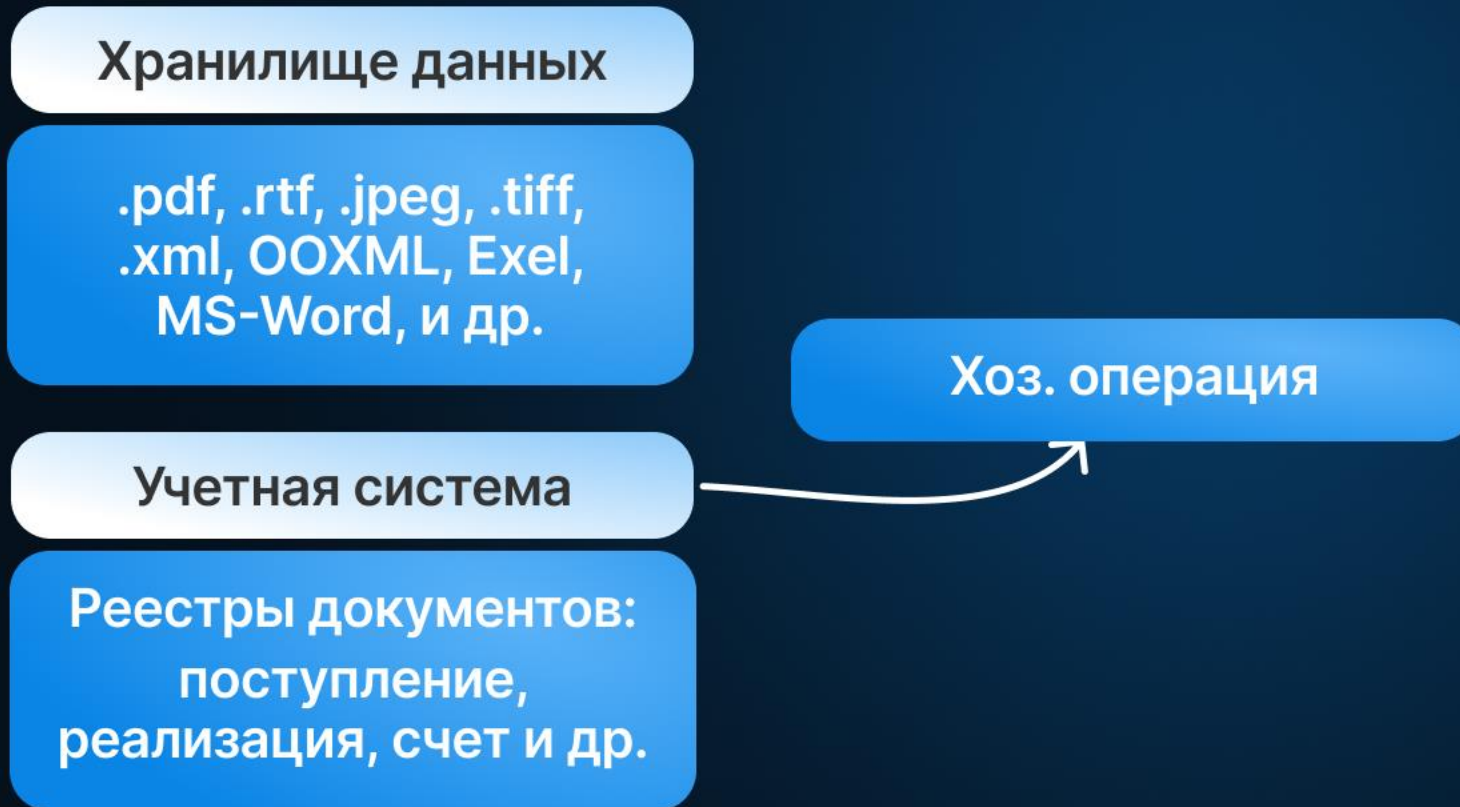 Хранилище данных
.pdf, .rtf, .jpeg, .tiff,
.xml, OOXML, Exel,
MS-Word, и др.
Хоз. операция
Учетная система
Реестры документов:
поступление,
реализация, счет и др.